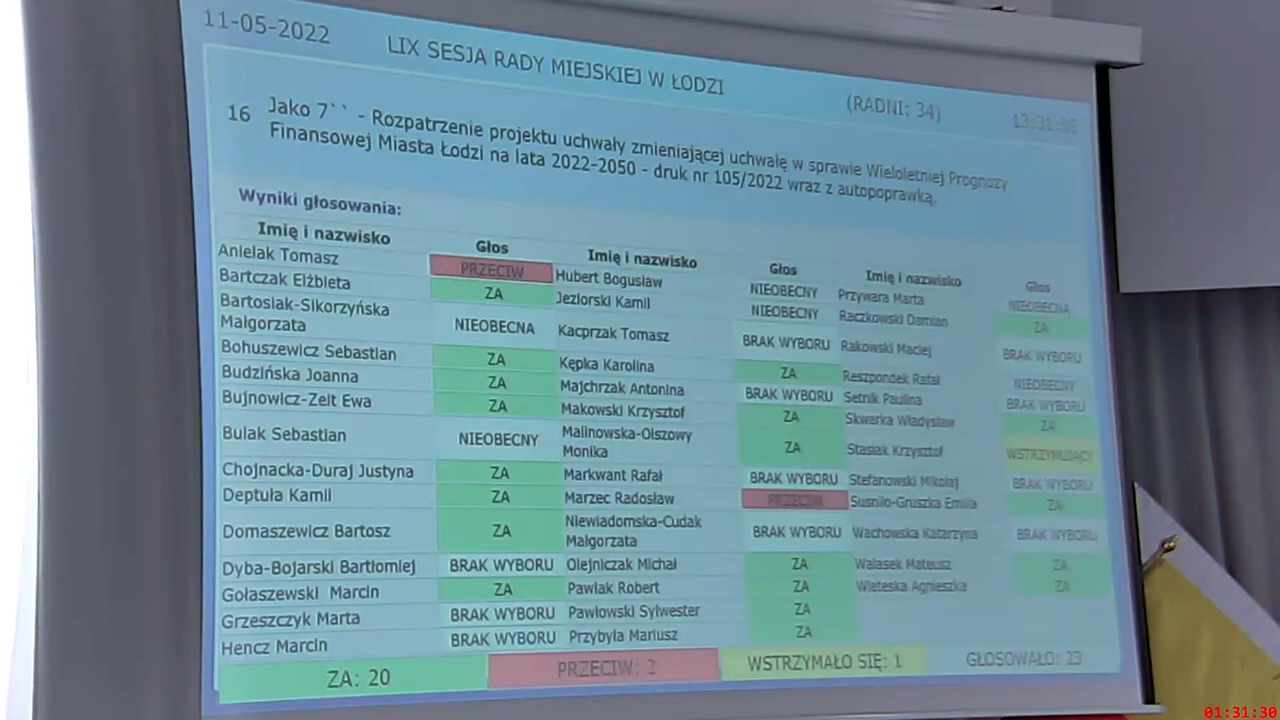 11-05-2022 LIX SESJA RADY MIEJSKIEJ W ŁODZI (RADNI: 34) 13:31:06
16 Jako 7`` - Rozpatrzenie projektu uchwały zmieniającej uchwałę w sprawie Wieloletniej Prognozy
Finansowej Miasta Łodzi na lata 2022-2050 - druk nr 105/2022 wraz z autopoprawką.
Wyniki głosowania:
Imię i nazwisko Głos Imię i nazwisko Głos Imię i nazwisko Głos
Anielak Tomasz PRZECIW Hubert Bogusław NIEOBECNY Przywara Marta NIEOBECNA
Bartczak Elżbieta ZA Jeziorski Kamil NIEOBECNY Raczkowski Damian ZA
Bartosiak-Sikorzyńska
Małgorzata NIEOBECNA Kacprzak Tomasz BRAK WYBORU Rakowski Maciej BRAK WYBORU
Bohuszewicz Sebastian ZA Kępka Karolina ZA Reszpondek Rafał NIEOBECNY
Budzińska Joanna ZA Majchrzak Antonina BRAK WYBORU Setnik Paulina BRAK WYBORU
Bujnowicz-Zelt Ewa ZA Makowski Krzysztof ZA Skwarka Władysław ZA
Bulak Sebastian NIEOBECNY Malinowska-Olszowy
Monika ZA Stasiak Krzysztof WSTRZYMUJĄCY
Chojnacka-Duraj Justyna ZA Markwant Rafał BRAK WYBORU Stefanowski Mikołaj BRAK WYBORU
Deptuła Kamil ZA Marzec Radosław PRZECIW Susniło-Gruszka Emilia ZA
Domaszewicz Bartosz ZA Niewiadomska-Cudak
Małgorzata BRAK WYBORU Wachowska Katarzyna BRAK WYBORU
Dyba-Bojarski Bartłomiej BRAK WYBORU Olejniczak Michał ZA Walasek Mateusz ZA
Gołaszewski Marcin ZA Pawlak Robert ZA Wieteska Agnieszka ZA
Grzeszczyk Marta BRAK WYBORU Pawłowski Sylwester ZA
Hencz Marcin BRAK WYBORU Przybyła Mariusz ZA
ZA: 20 PRZECIW: 2 WSTRZYMAŁO SIĘ: 1 GŁOSOWAŁO: 23
01:31:30